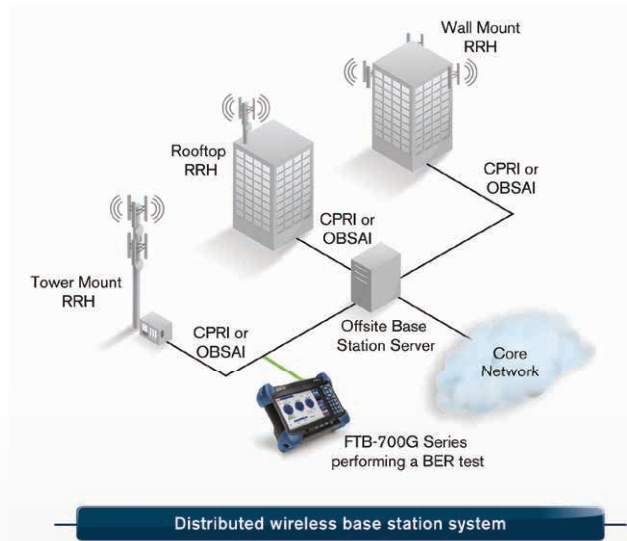 Wall Mount
RRH
Rooftop
RRH
CPRI or
OBSAI
CPRI or
OBSAI
Tower Mount
RRH
CPRI or
OBSAI
Offsite Base
Station Server
Core
Network
FTB-700G Series
performing a BER test
Distributed wireless base station system